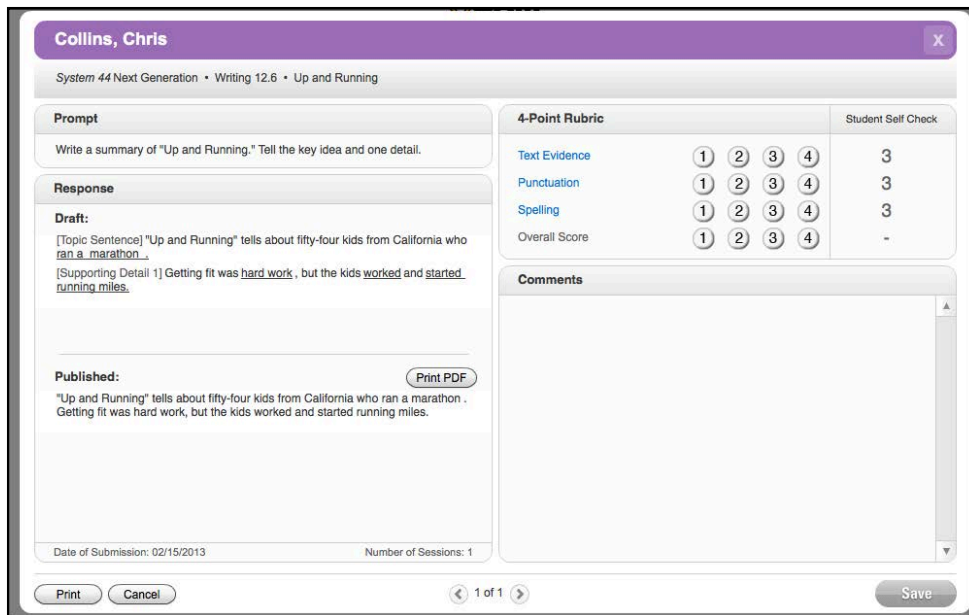 Collins, Chris
X
System 44 Next Generation • Writing 12.6 • Up and Running
Prompt
Write a summary of "Up and Running." Tell the key idea and one detail.
Response
Draft:
[Topic Sentence] "Up and Running" tells about fifty-four kids from California who
ran a  marathon  .
[Supporting Detail 1] Getting fit was hard work , but the kids worked and started
running miles.
Published:
Print PDF
"Up and Running" tells about fifty-four kids from California who ran a marathon .
Getting fit was hard work, but the kids worked and started running miles.
Date of Submission: 02/15/2013 Number of Sessions: 1
4-Point Rubric Student Self Check
Text Evidence 1 2 3 4 3
Punctuation 1 2 3 4 3
Spelling 1 2 3 4 3
Overall Score 1 2 3 4 -
Comments
Print Cancel 1 of 1 Save